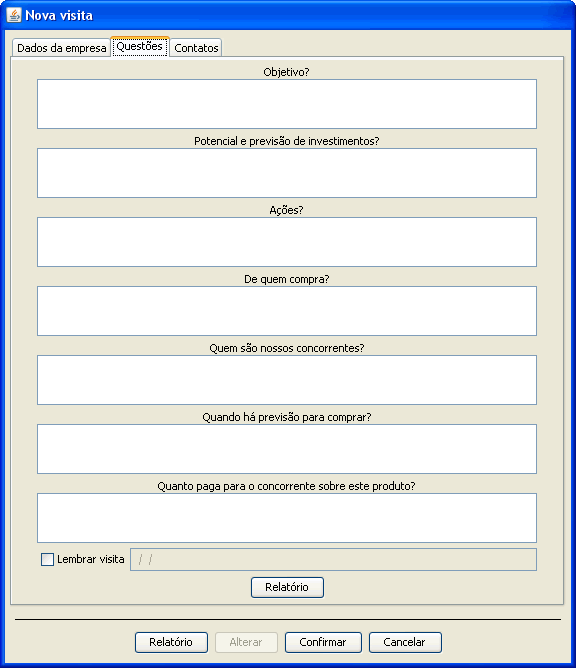 Nova visita
Dados da empresa Questões Contatos
Objetivo?
Potencial e previsão de investimentos?
Ações?
De quem compra?
Quem são nossos concorrentes?
Quando há previsão para comprar?
Quanto paga para o concorrente sobre este produto?
Lembrar visita / /
Relatório
Relatório Alterar Confirmar Cancelar